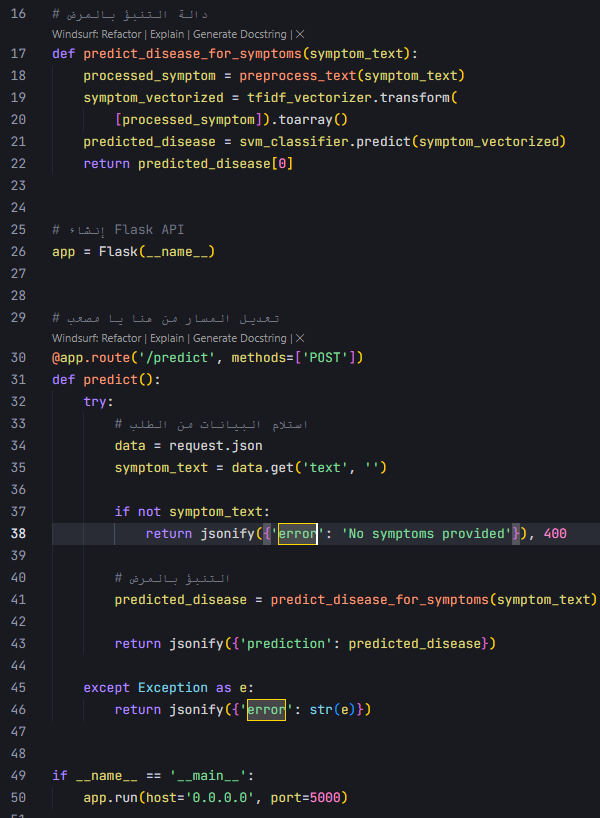 16 # دالة التنبؤ بالمرض
Windsurf: Refactor | Explain | Generate Docstring | X
17 def predict_disease_for_symptoms(symptom_text):
18     processed_symptom = preprocess_text(symptom_text)
19     symptom_vectorized = tfidf_vectorizer.transform(
20         [processed_symptom]).toarray()
21     predicted_disease = svm_classifier.predict(symptom_vectorized)
22     return predicted_disease[0]
23
24
25 # إنشاء Flask API
26 app = Flask(__name__)
27
28
29 # تعديل المسار من هنا يا مصعب
Windsurf: Refactor | Explain | Generate Docstring | X
30 @app.route('/predict', methods=['POST'])
31 def predict():
32     try:
33         # استلام البيانات من الطلب
34         data = request.json
35         symptom_text = data.get('text', '')
36
37         if not symptom_text:
38             return jsonify({'error': 'No symptoms provided'}), 400
39
40         # التنبؤ بالمرض
41         predicted_disease = predict_disease_for_symptoms(symptom_text)
42
43         return jsonify({'prediction': predicted_disease})
44
45     except Exception as e:
46         return jsonify({'error': str(e)})
47
48
49 if __name__ == '__main__':
50     app.run(host='0.0.0.0', port=5000)